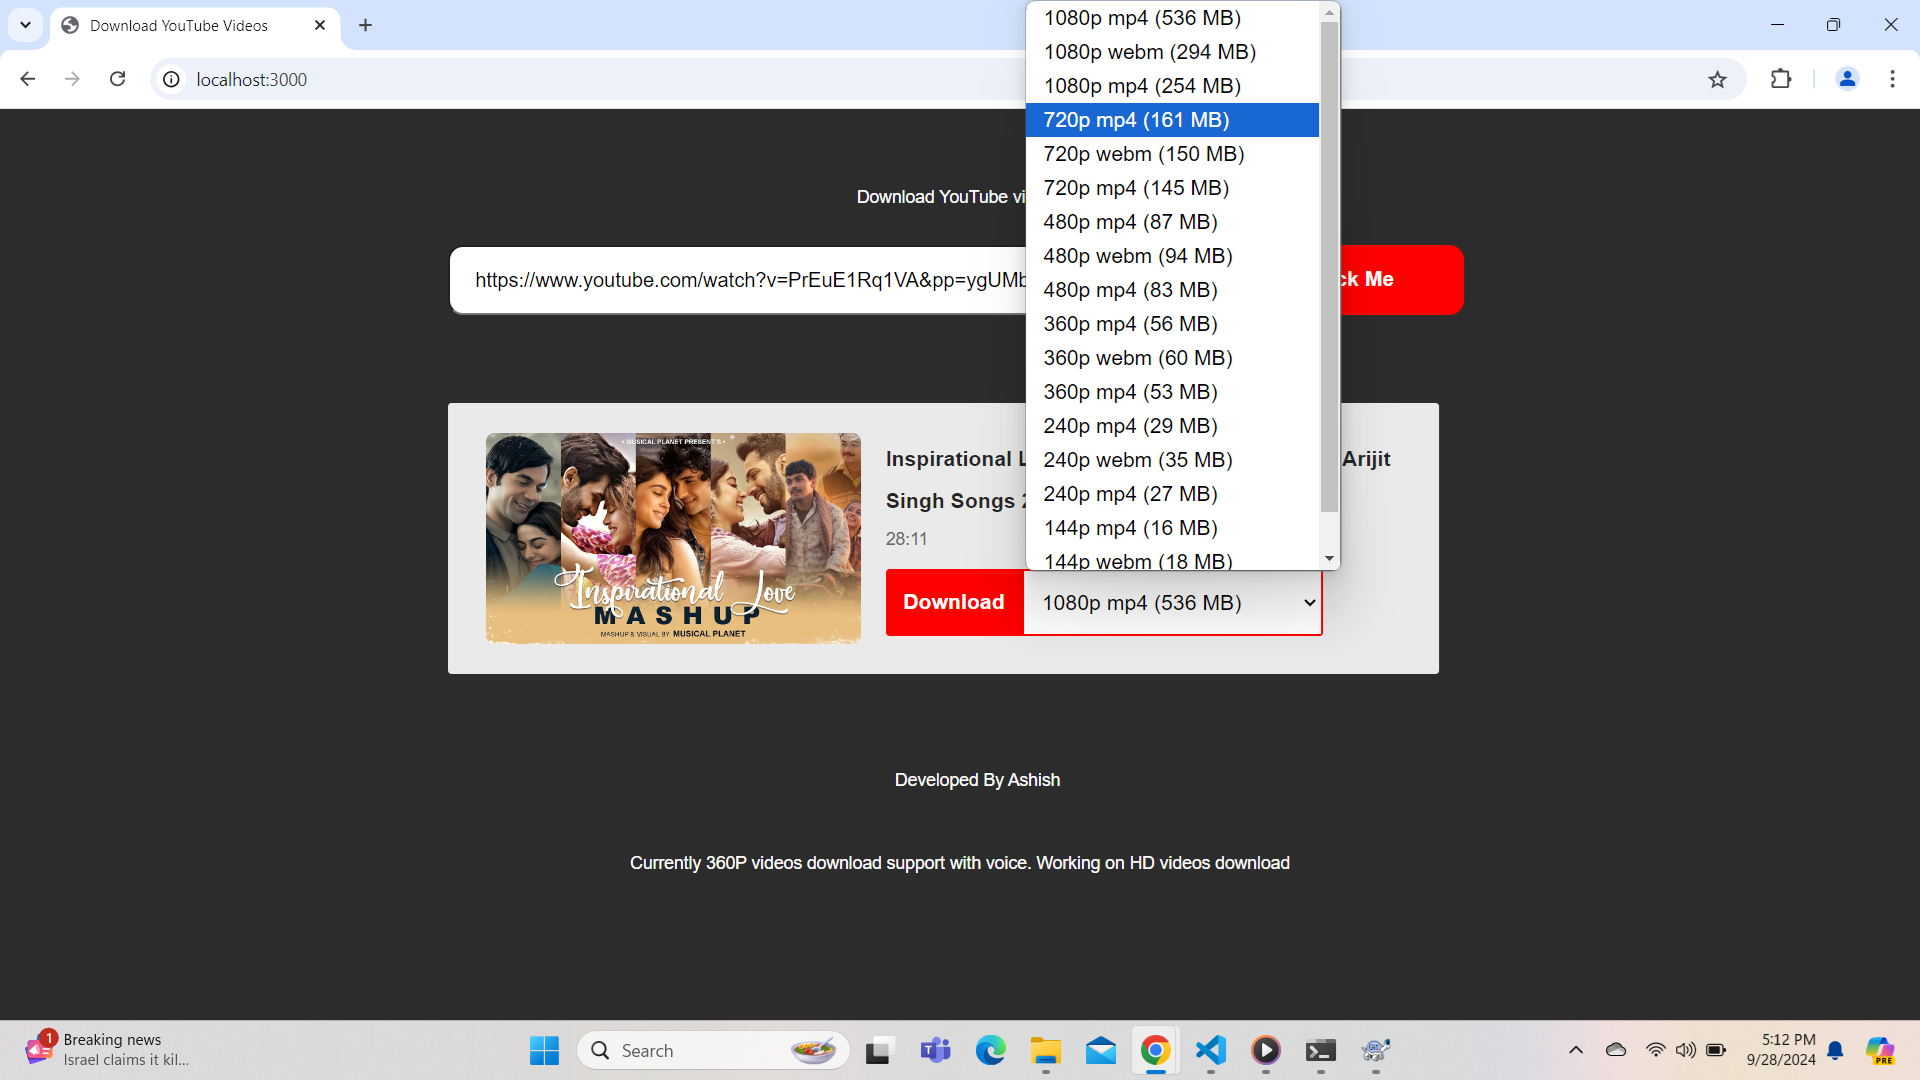 Download YouTube Videos
localhost:3000
1080p mp4 (536 MB)
1080p webm (294 MB)
1080p mp4 (254 MB)
720p mp4 (161 MB)
720p webm (150 MB)
720p mp4 (145 MB)
480p mp4 (87 MB)
480p webm (94 MB)
480p mp4 (83 MB)
360p mp4 (56 MB)
360p webm (60 MB)
360p mp4 (53 MB)
240p mp4 (29 MB)
240p webm (35 MB)
240p mp4 (27 MB)
144p mp4 (16 MB)
144p webm (18 MB)
Download YouTube vi
https://www.youtube.com/watch?v=PrEuE1Rq1VA&pp=ygUMb
ck Me
• MUSICAL PLANET PRESENT'S •
Inspirational Love
MASHUP
MASHUP & VISUAL BY MUSICAL PLANET
Inspirational L Arijit
Singh Songs 2
28:11
Download
1080p mp4 (536 MB)
Developed By Ashish
Currently 360P videos download support with voice. Working on HD videos download
1
Breaking news
Israel claims it kil...
Search
5:12 PM
9/28/2024
PRE